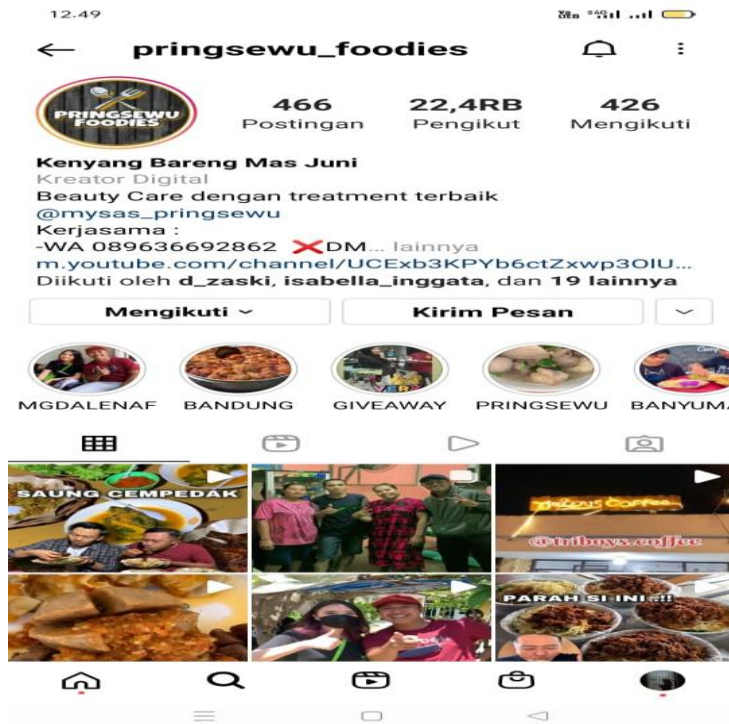 12.49
pringsewu_foodies
PRINGSEWU
FOODIES
466 22,4RB 426
Postingan Pengikut Mengikuti
Kenyang Bareng Mas Juni
Kreator Digital
Beauty Care dengan treatment terbaik
@mysas_pringsewu
Kerjasama :
-WA 089636692862 ❌DM... lainnya
m.youtube.com/channel/UCExb3KPYb6ctZxwp3OlU...
Diikuti oleh d_zaski, isabella_inggata, dan 19 lainnya
Mengikuti Kirim Pesan
MGDALENAF BANDUNG GIVEAWAY PRINGSEWU BANYUMA
SAUNG CEMPEDAK
@triboys.coffee
PARAH SI INI..!!